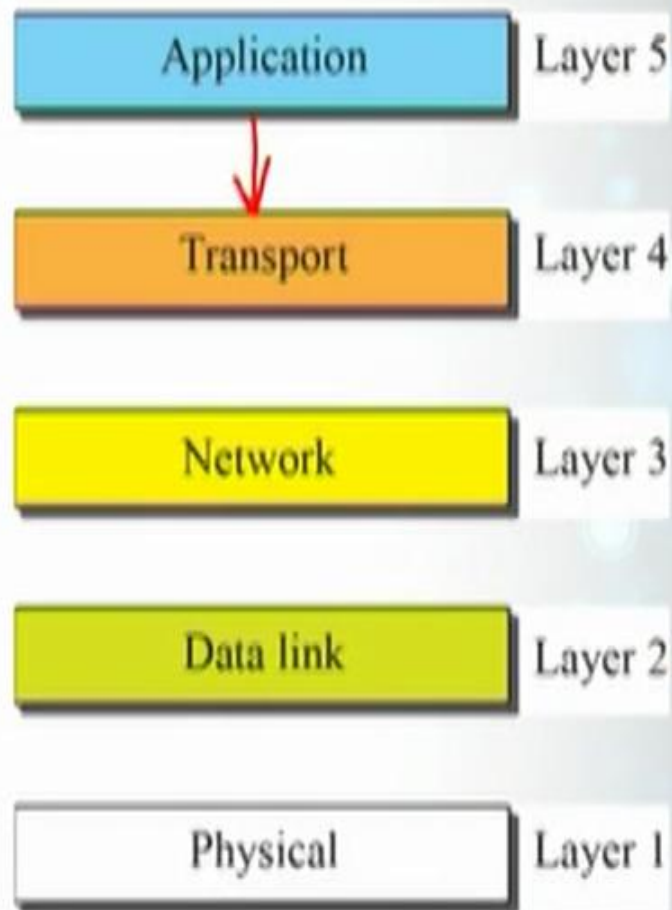 Application Layer 5
Transport Layer 4
Network Layer 3
Data link Layer 2
Physical Layer 1